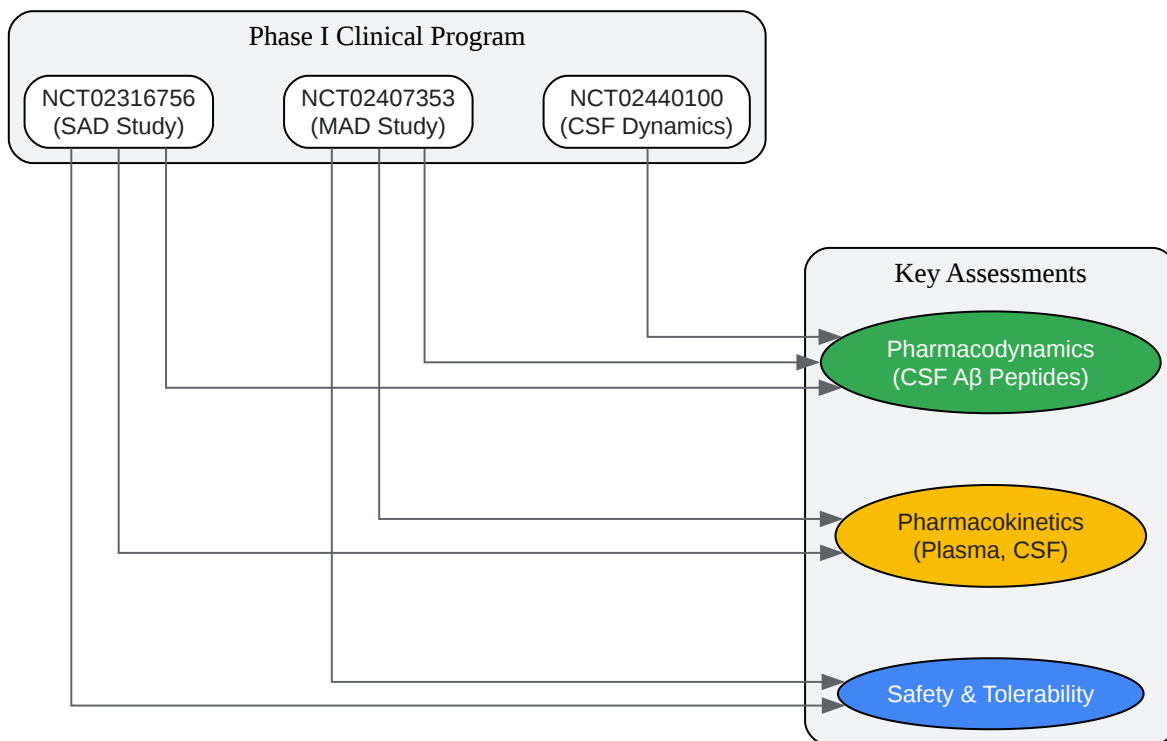 Phase I Clinical Program
NCT02316756
(SAD Study)
NCT02407353
(MAD Study)
NCT02440100
(CSF Dynamics)
Key Assessments
Pharmacodynamics
(CSF Aβ Peptides)
Pharmacokinetics
(Plasma, CSF)
Safety & Tolerability